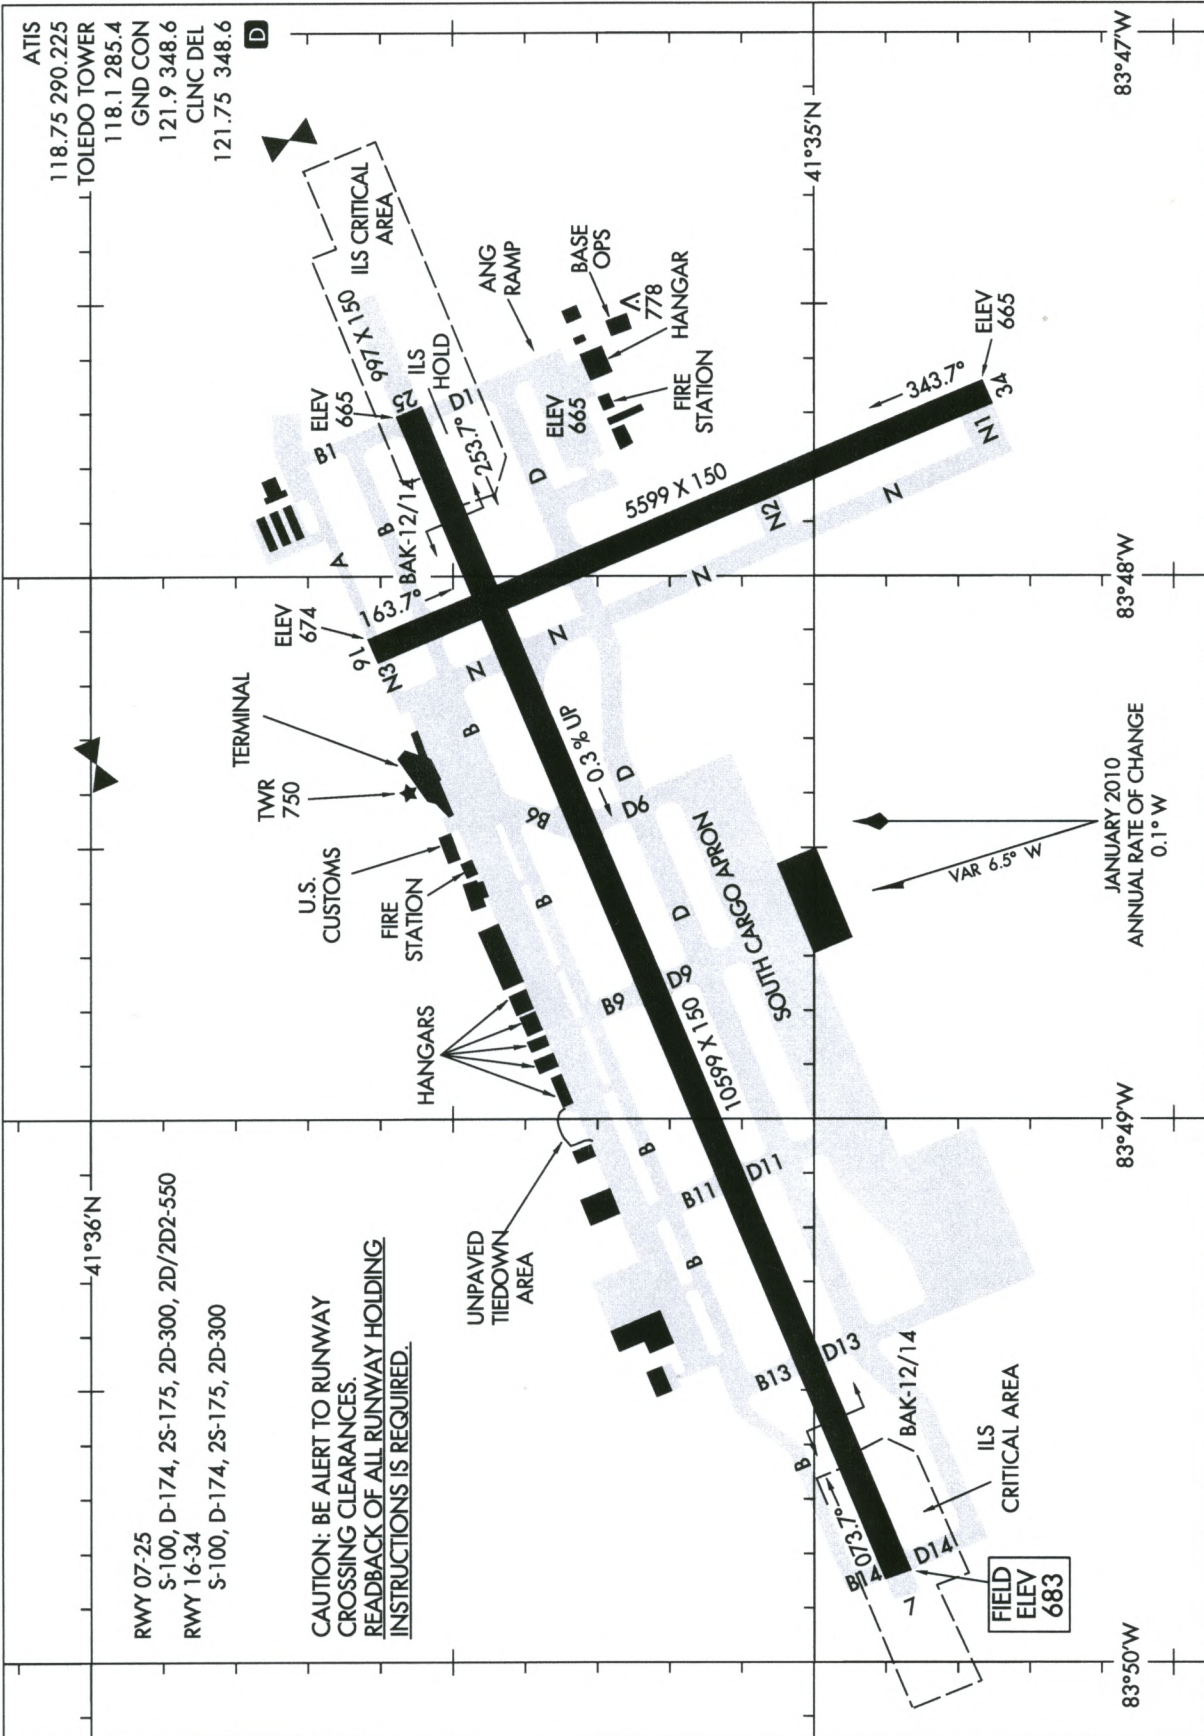 ATIS
118.75 290.225
TOLEDO TOWER
118.1 285.4
GND CON
121.9 348.6
CLNC DEL
121.75 348.6
D
RWY 07-25
S-100, D-174, 2S-175, 2D-300, 2D/2D2-550
RWY 16-34
S-100, D-174, 2S-175, 2D-300
CAUTION: BE ALERT TO RUNWAY
CROSSING CLEARANCES.
READBACK OF ALL RUNWAY HOLDING
INSTRUCTIONS IS REQUIRED.
41°36'N
41°35'N
83°50'W
83°49'W
83°48'W
83°47'W
UNPAVED
TIEDOWN
AREA
HANGARS
FIRE
STATION
U.S.
CUSTOMS
TWR
750
TERMINAL
ELEV
674
16
N3
163.7°
BAK-12/14
A
B
B1
ELEV
665
25
997 X 150
ILS CRITICAL
AREA
ILS
HOLD
D1
253.7°
D
ANG
RAMP
BASE
OPS
778
HANGAR
ELEV
665
FIRE
STATION
5599 X 150
N
N
N
N
N2
N1
34
343.7°
ELEV
665
B
B6
0.3% UP
D
D6
B
D
SOUTH CARGO APRON
B9
D9
10599 X 150
B
B11
D11
B
B13
D13
B
BAK-12/14
ILS
CRITICAL AREA
073.7°
B14
D14
7
FIELD
ELEV
683
VAR 6.5° W
JANUARY 2010
ANNUAL RATE OF CHANGE
0.1° W